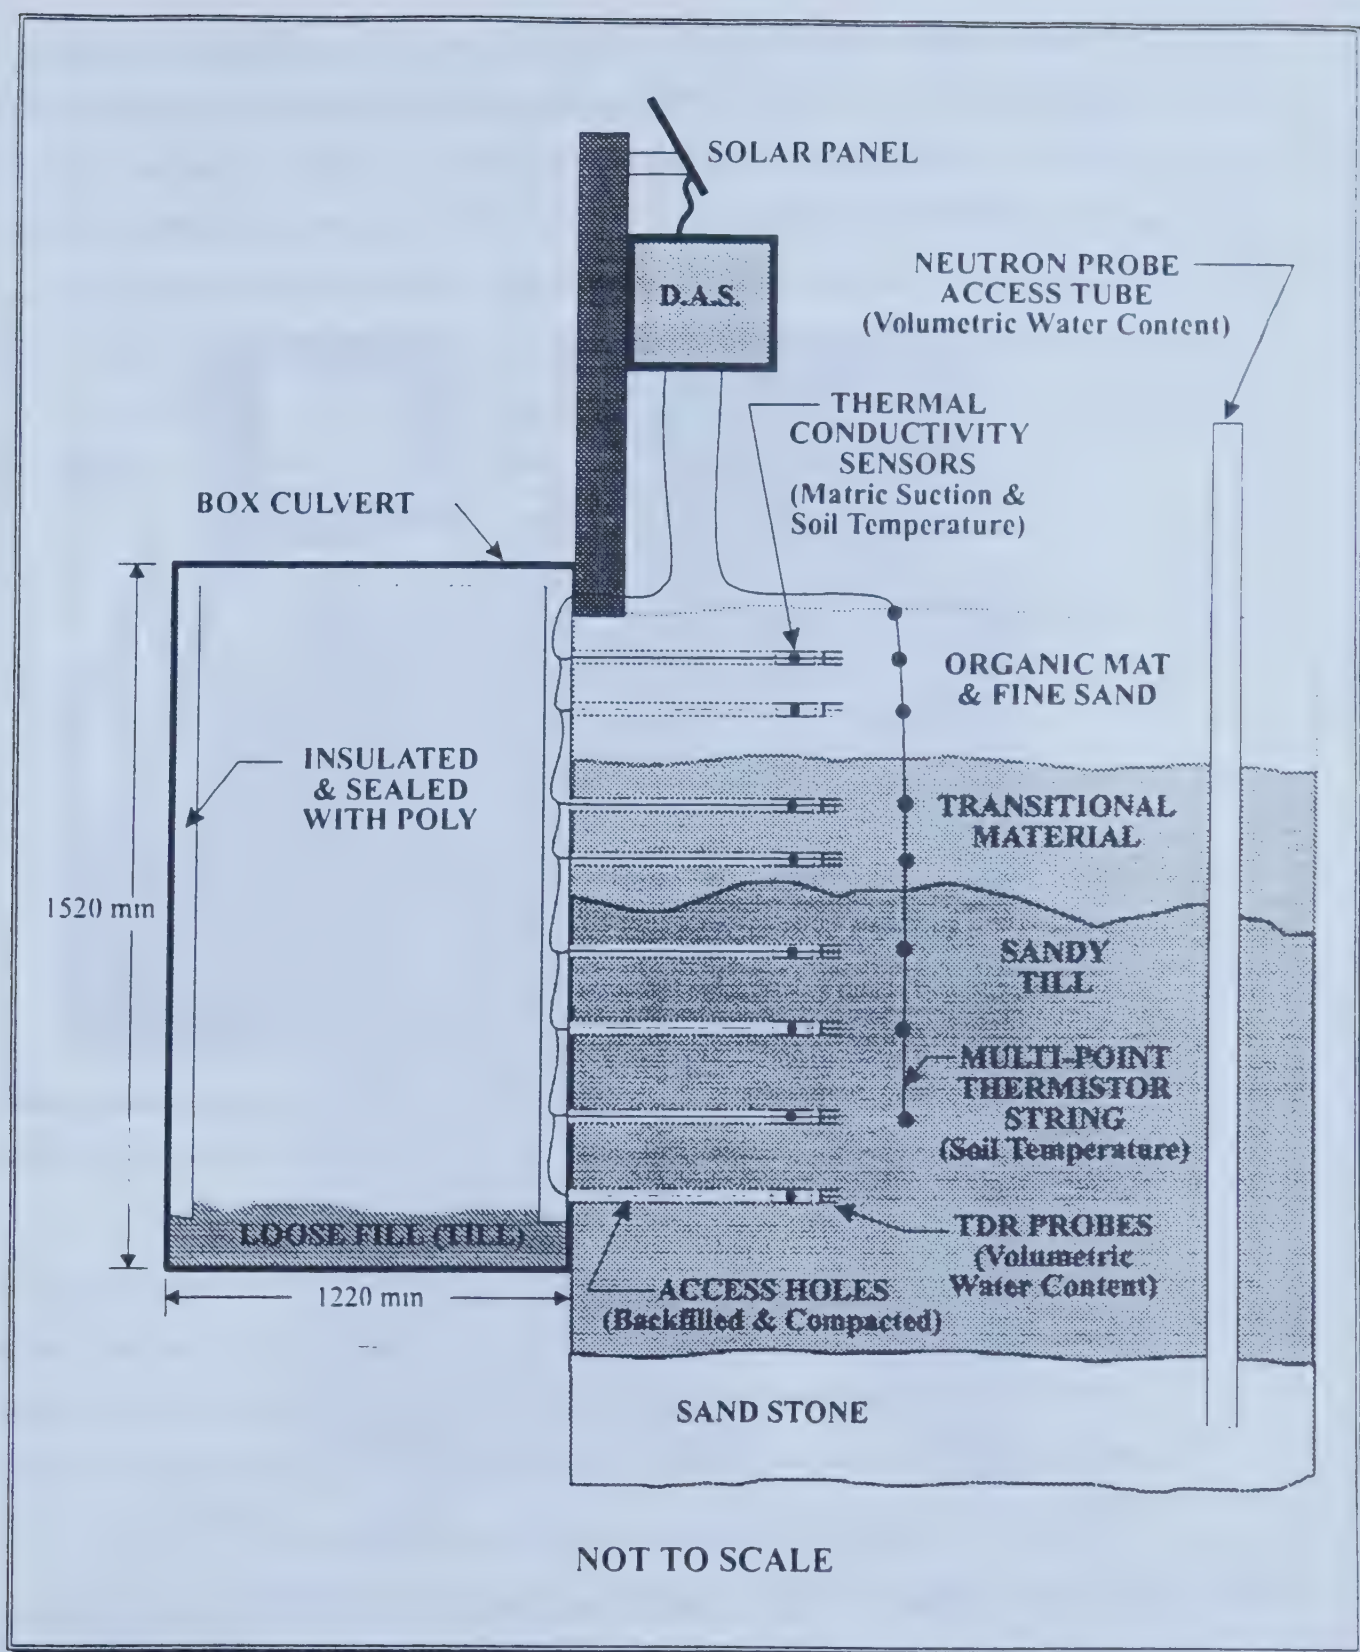 SOLAR PANEL
D.A.S.
NEUTRON PROBE
ACCESS TUBE
(Volumetric Water Content)
THERMAL
CONDUCTIVITY
SENSORS
(Matric Suction &
Soil Temperature)
BOX CULVERT
ORGANIC MAT
& FINE SAND
INSULATED
& SEALED
WITH POLY
TRANSITIONAL
MATERIAL
1520 mm
SANDY
TILL
MULTI-POINT
THERMISTOR
STRING
(Soil Temperature)
LOOSE FILL (TILL)
TDR PROBES
(Volumetric
Water Content)
ACCESS HOLES
(Backfilled & Compacted)
1220 mm
SAND STONE
NOT TO SCALE